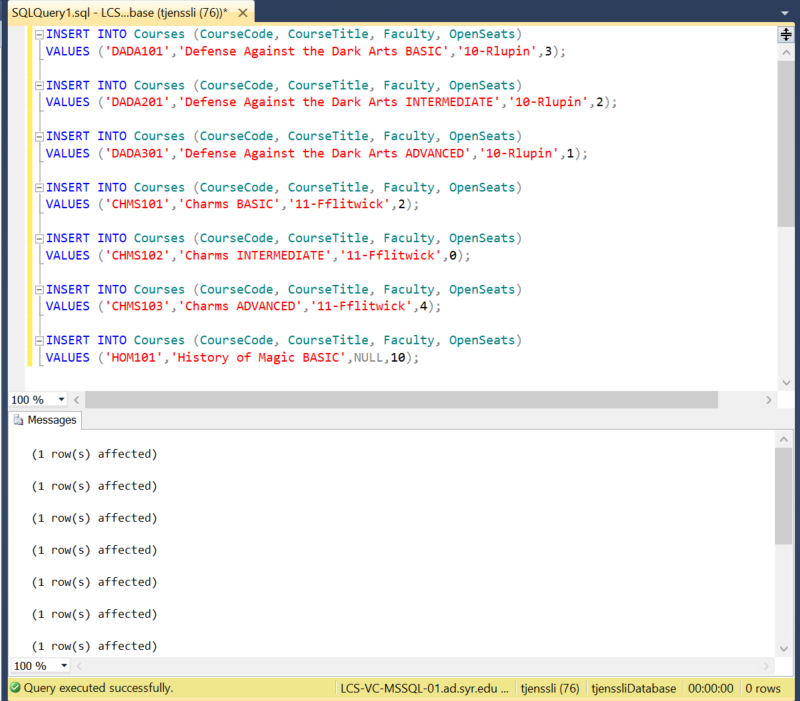 SQLQuery1.sql - LCS...base (tjenssli (76))*
INSERT INTO Courses (CourseCode, CourseTitle, Faculty, OpenSeats)
VALUES ('DADA101','Defense Against the Dark Arts BASIC','10-Rlupin',3);
INSERT INTO Courses (CourseCode, CourseTitle, Faculty, OpenSeats)
VALUES ('DADA201','Defense Against the Dark Arts INTERMEDIATE','10-Rlupin',2);
INSERT INTO Courses (CourseCode, CourseTitle, Faculty, OpenSeats)
VALUES ('DADA301','Defense Against the Dark Arts ADVANCED','10-Rlupin',1);
INSERT INTO Courses (CourseCode, CourseTitle, Faculty, OpenSeats)
VALUES ('CHMS101','Charms BASIC','11-Fflitwick',2);
INSERT INTO Courses (CourseCode, CourseTitle, Faculty, OpenSeats)
VALUES ('CHMS102','Charms INTERMEDIATE','11-Fflitwick',0);
INSERT INTO Courses (CourseCode, CourseTitle, Faculty, OpenSeats)
VALUES ('CHMS103','Charms ADVANCED','11-Fflitwick',4);
INSERT INTO Courses (CourseCode, CourseTitle, Faculty, OpenSeats)
VALUES ('HOM101','History of Magic BASIC',NULL,10);
100 %
Messages
(1 row(s) affected)
(1 row(s) affected)
(1 row(s) affected)
(1 row(s) affected)
(1 row(s) affected)
(1 row(s) affected)
(1 row(s) affected)
100 %
Query executed successfully. LCS-VC-MSSQL-01.ad.syr.edu ... tjenssli (76) tjenssliDatabase 00:00:00 0 rows